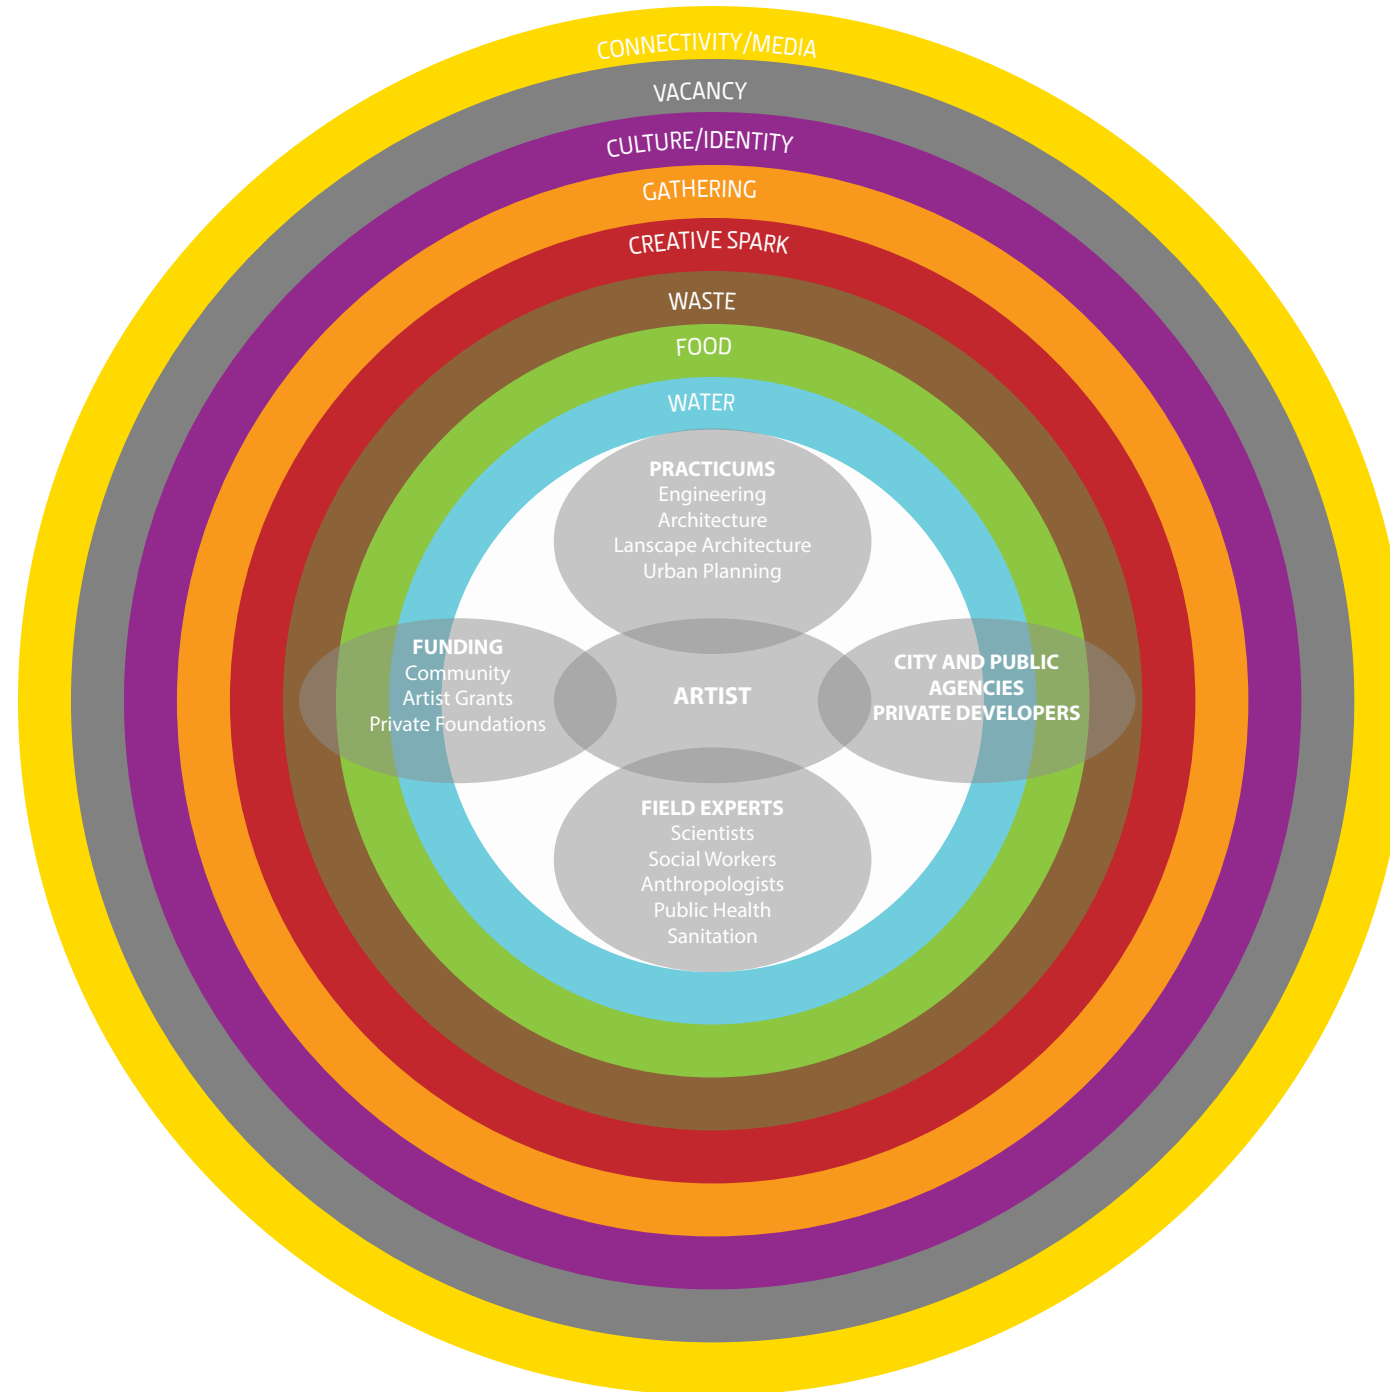 CONNECTIVITY/MEDIA
VACANCY
CULTURE/IDENTITY
GATHERING
CREATIVE SPARK
WASTE
FOOD
WATER
PRACTICUMS
Engineering
Architecture
Lanscape Architecture
Urban Planning
FUNDING
Community
Artist Grants
Private Foundations
ARTIST
CITY AND PUBLIC
AGENCIES
PRIVATE DEVELOPERS
FIELD EXPERTS
Scientists
Social Workers
Anthropologists
Public Health
Sanitation